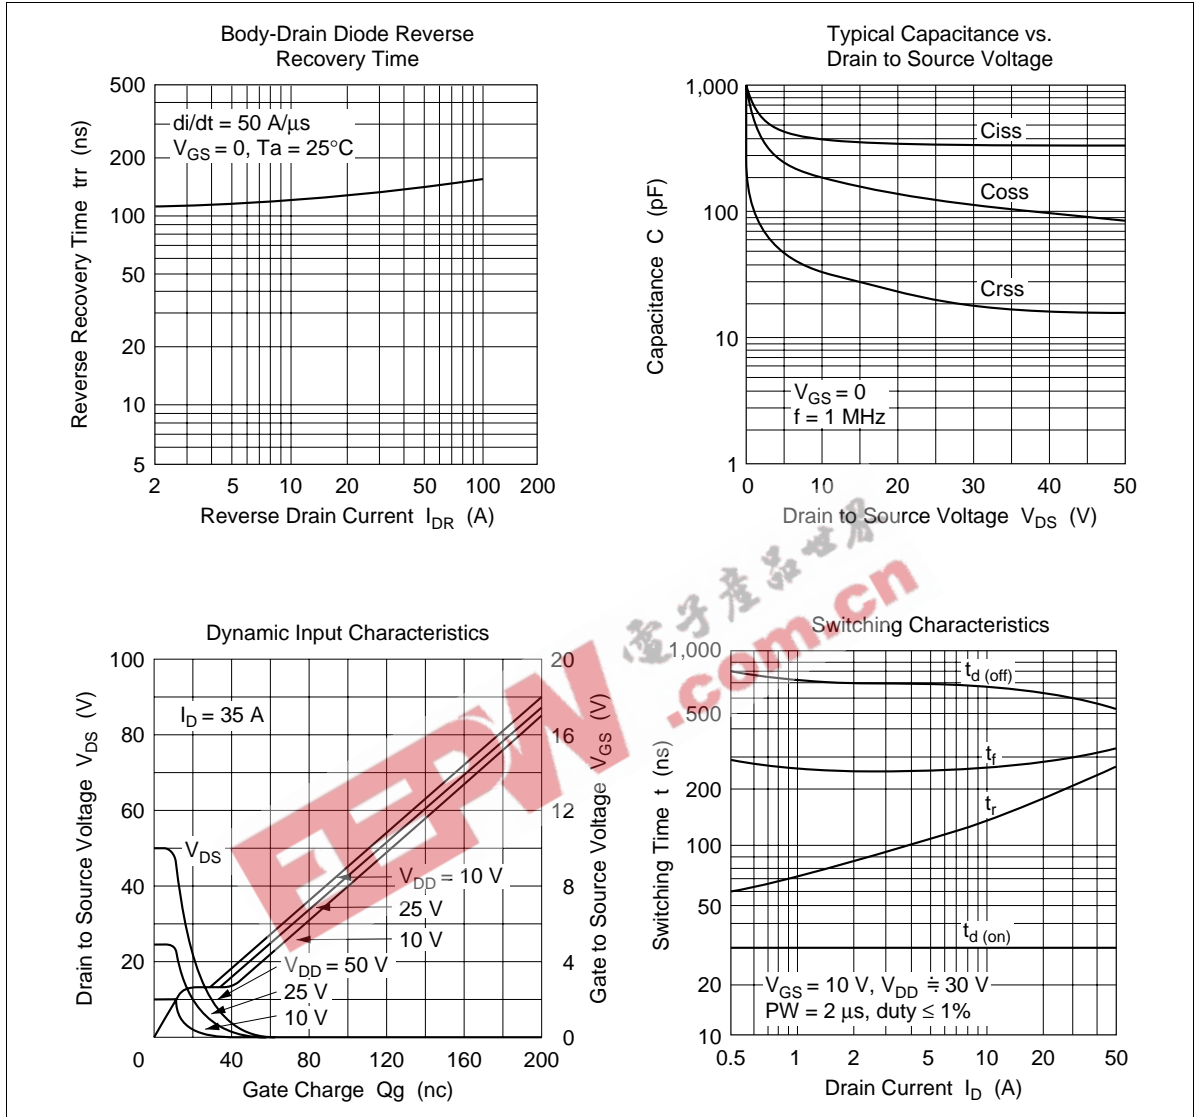 Body-Drain Diode Reverse
Recovery Time
500
200
100
50
20
10
5
Reverse Recovery Time trr (ns)
di/dt = 50 A/μs
VGS = 0, Ta = 25°C
2 5 10 20 50 100 200
Reverse Drain Current IDR (A)
Typical Capacitance vs.
Drain to Source Voltage
1,000
100
10
1
Capacitance C (pF)
Ciss
Coss
Crss
VGS = 0
f = 1 MHz
0 10 20 30 40 50
Drain to Source Voltage VDS (V)
Dynamic Input Characteristics
100
80
60
40
20
0
Drain to Source Voltage VDS (V)
ID = 35 A
VDS
VDD = 10 V
25 V
10 V
VDD = 50 V
25 V
10 V
20
16
12
8
4
0
Gate to Source Voltage VGS (V)
40 80 120 160 200
Gate Charge Qg (nc)
Switching Characteristics
1,000
500
200
100
50
20
10
Switching Time t (ns)
td (off)
tf
tr
td (on)
VGS = 10 V, VDD ≒ 30 V
PW = 2 μs, duty ≤ 1%
0.5 1 2 5 10 20 50
Drain Current ID (A)
EEPW
電子產品世界
.com.cn